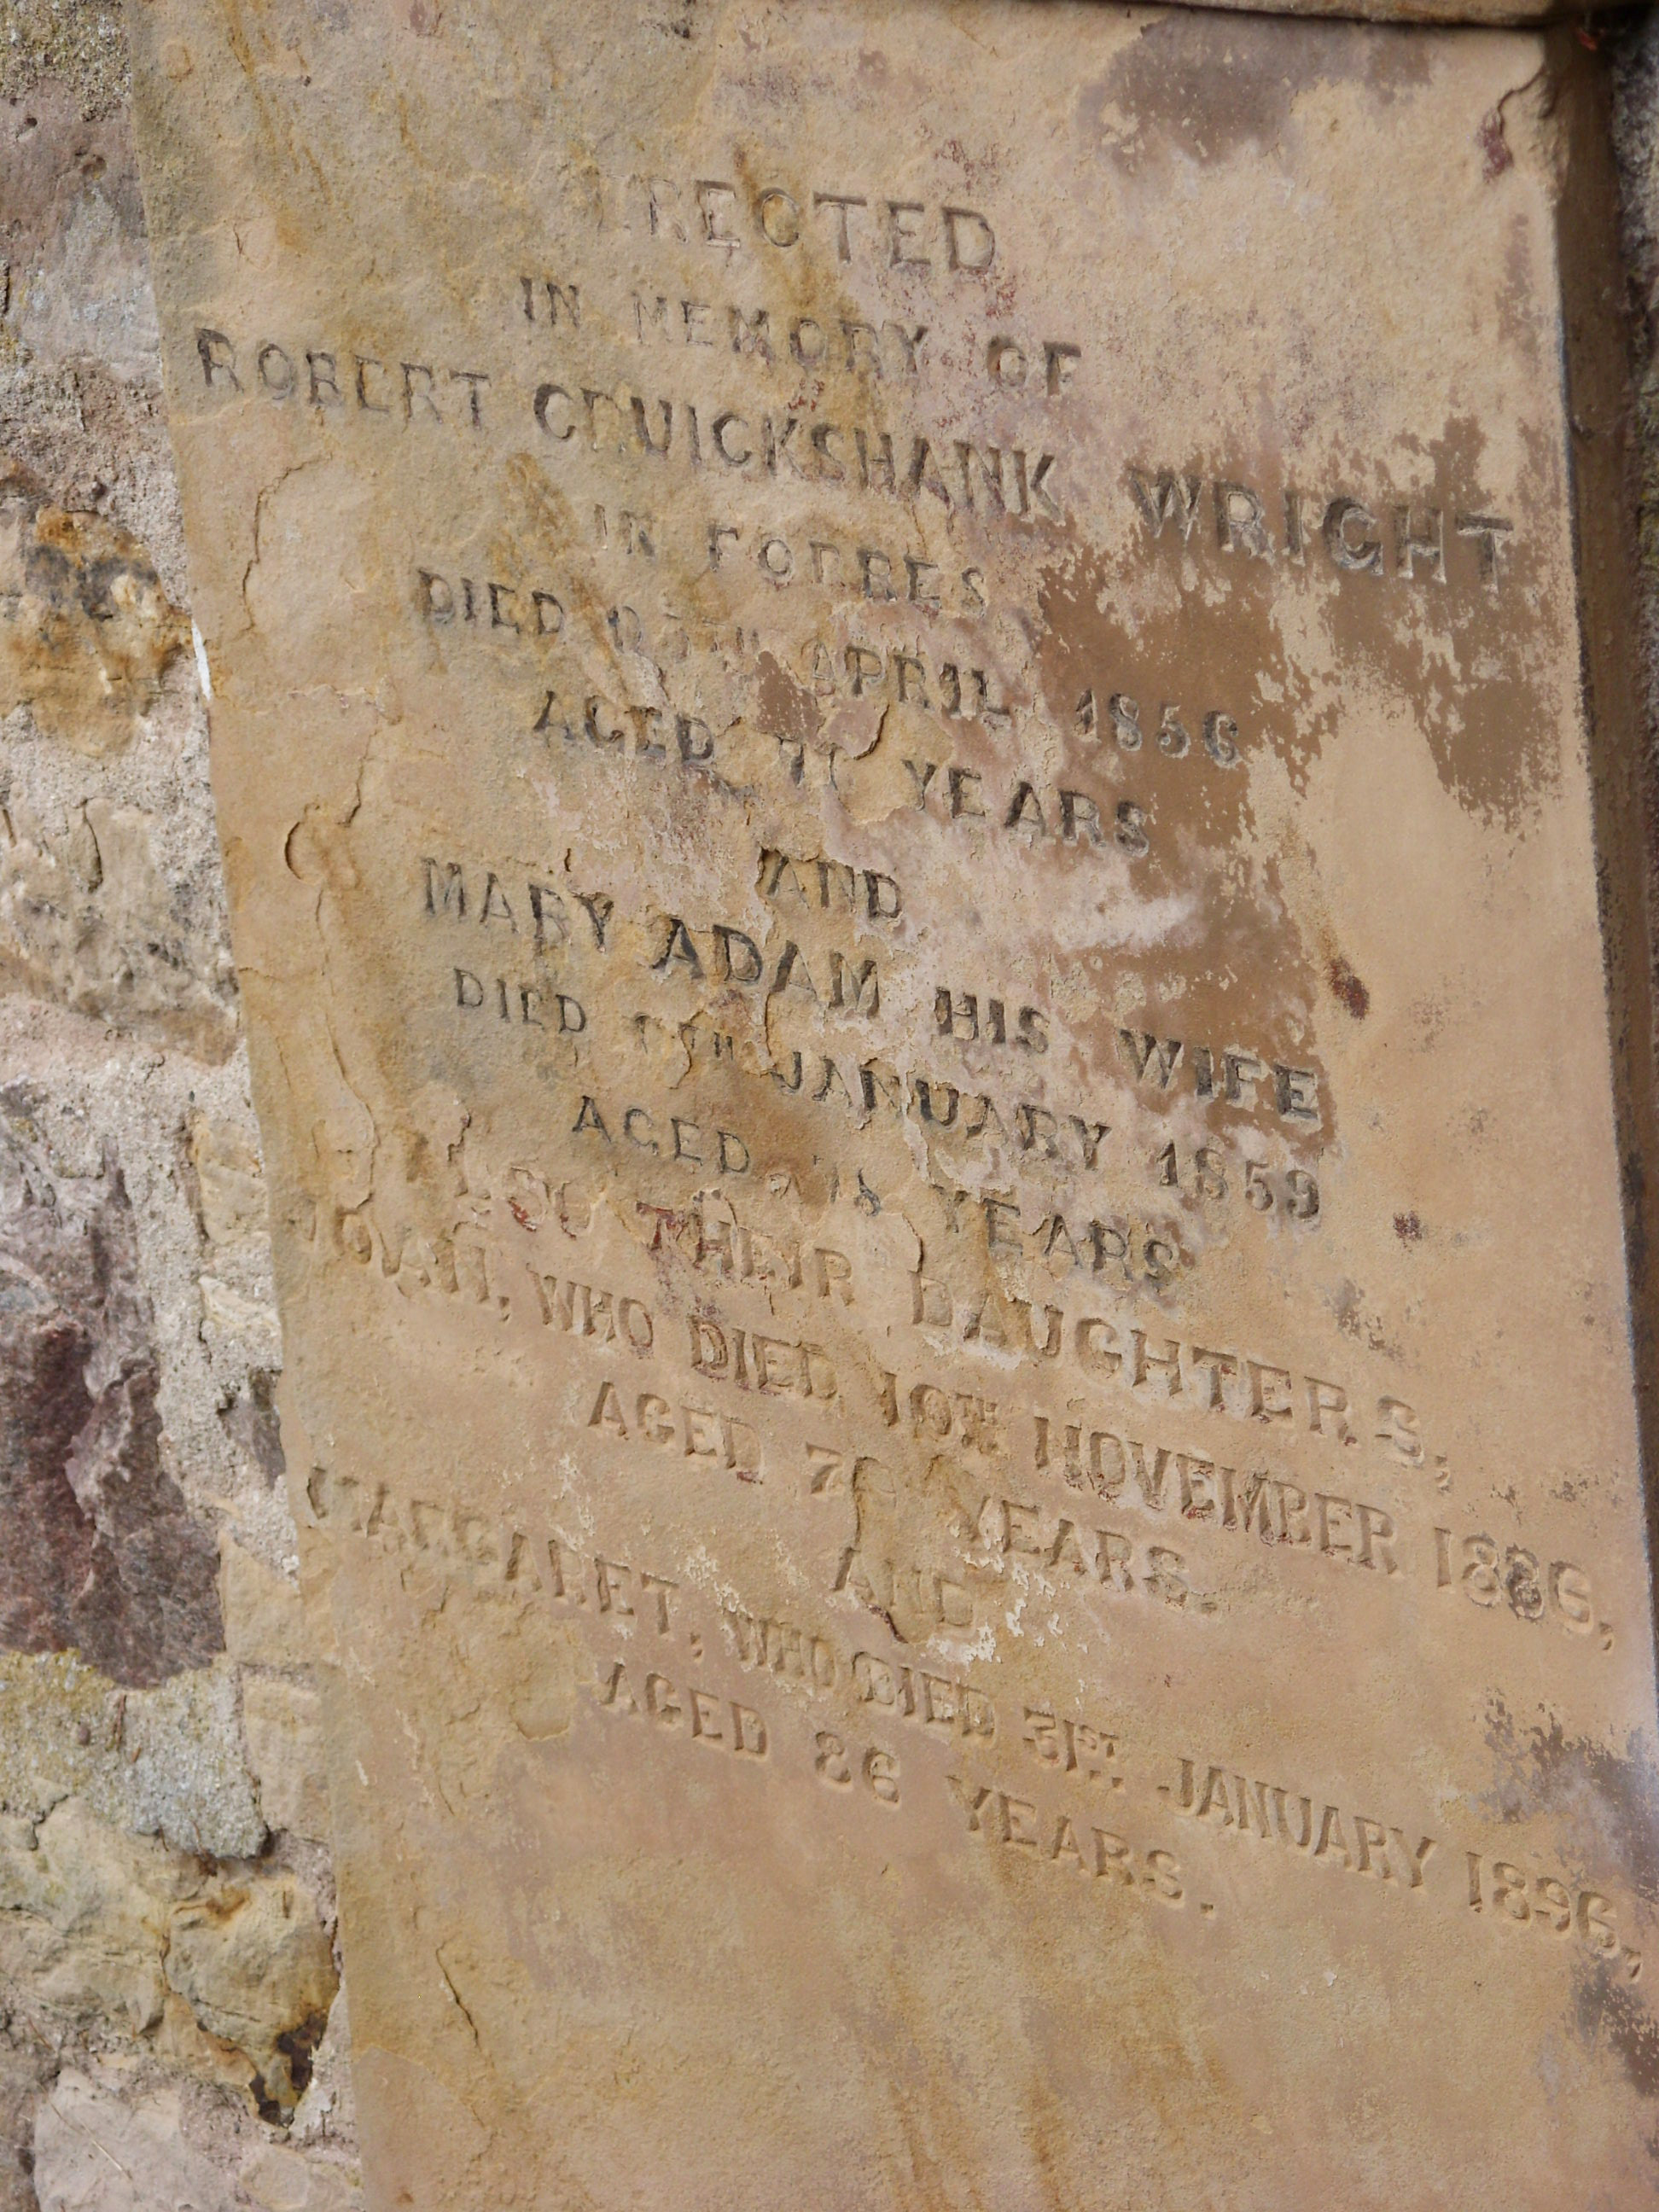 ERECTED
IN MEMORY OF
ROBERT CRUICKSHANK WRIGHT
IN FORRES
DIED APRIL 1856
AGED YEARS
AND
MARY ADAM HIS WIFE
DIED JANUARY 1859
AGED YEARS
ALSO THEIR DAUGHTERS,
WHO DIED 10TH NOVEMBER 1886,
AGED YEARS.
AND
MARGARET, WHO DIED 31ST JANUARY 1896,
AGED 86 YEARS.